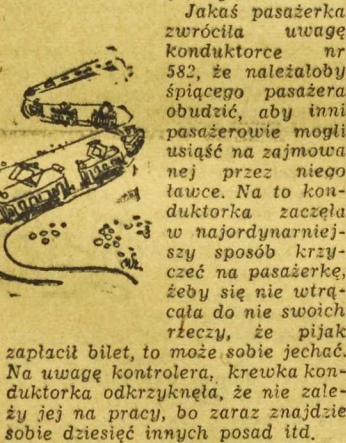 Jakaś pasażerka
zwróciła uwagę
konduktorce nr
582, że należałoby
śpiącego pasażera
obudzić, aby inni
pasażerowie mogli
usiąść na zajmowa
nej przez niego
ławce. Na to kon-
duktorka zaczęła
w najordynarniej-
szy sposób krzy-
czeć na pasażerkę,
żeby się nie wtrą-
cała do nie swoich
rzeczy, że pijak
zapłacił bilet, to może sobie jechać.
Na uwagę kontrolera, krewka kon-
duktorka odkrzyknęła, że nie zale-
ży jej na pracy, bo zaraz znajdzie
sobie dziesięć innych posad itd.